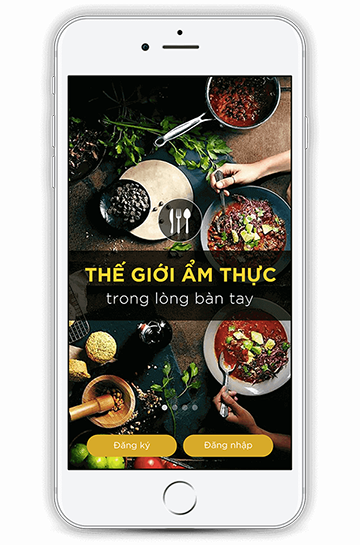 THẾ GIỚI ẨM THỰC
trong lòng bàn tay
Đăng ký
Đăng nhập